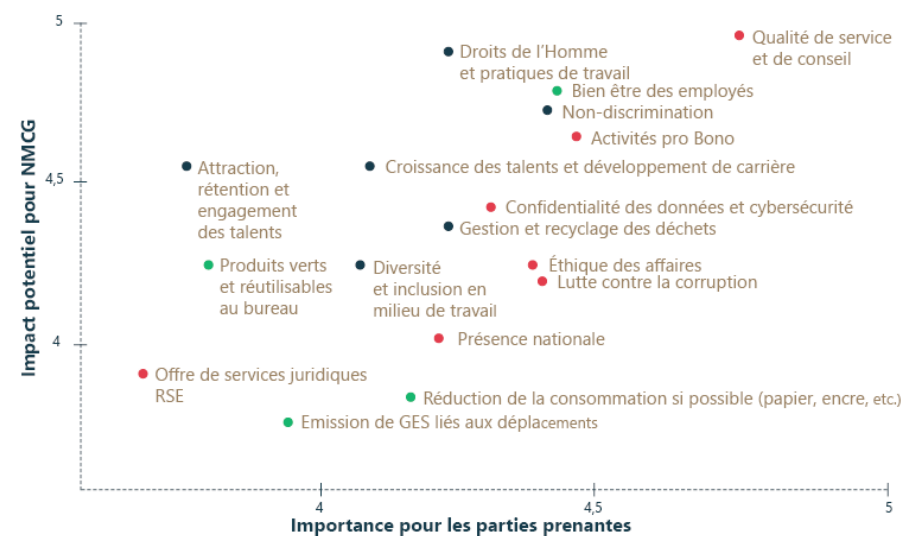 5
Droits de l’Homme
et pratiques de travail
Qualité de service
et de conseil
Bien être des employés
Non-discrimination
Activités pro Bono
Impact potentiel pour NMCG
4,5
Attraction,
rétention et
engagement
des talents
Croissance des talents et développement de carrière
Confidentialité des données et cybersécurité
Gestion et recyclage des déchets
Produits verts
et réutilisables
au bureau
Diversité
et inclusion en
milieu de travail
Éthique des affaires
Lutte contre la corruption
4
Présence nationale
Offre de services juridiques
RSE
Réduction de la consommation si possible (papier, encre, etc.)
Emission de GES liés aux déplacements
4
4,5
5
Importance pour les parties prenantes